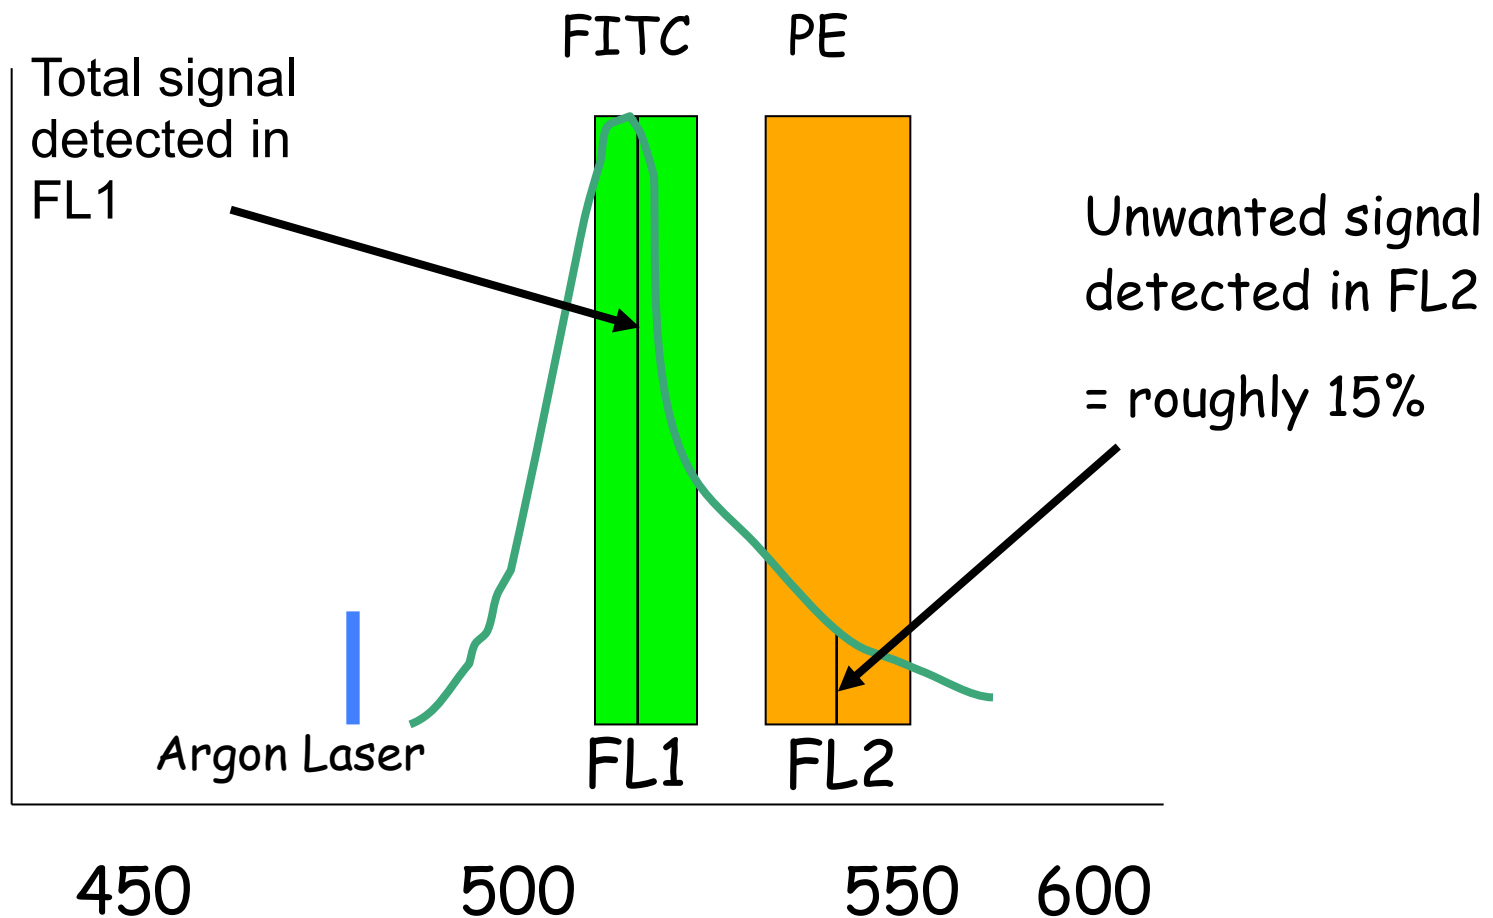 FITC
PE
Total signal
detected in
FL1
Unwanted signal
detected in FL2
= roughly 15%
Argon Laser
FL1
FL2
450
500
550
600